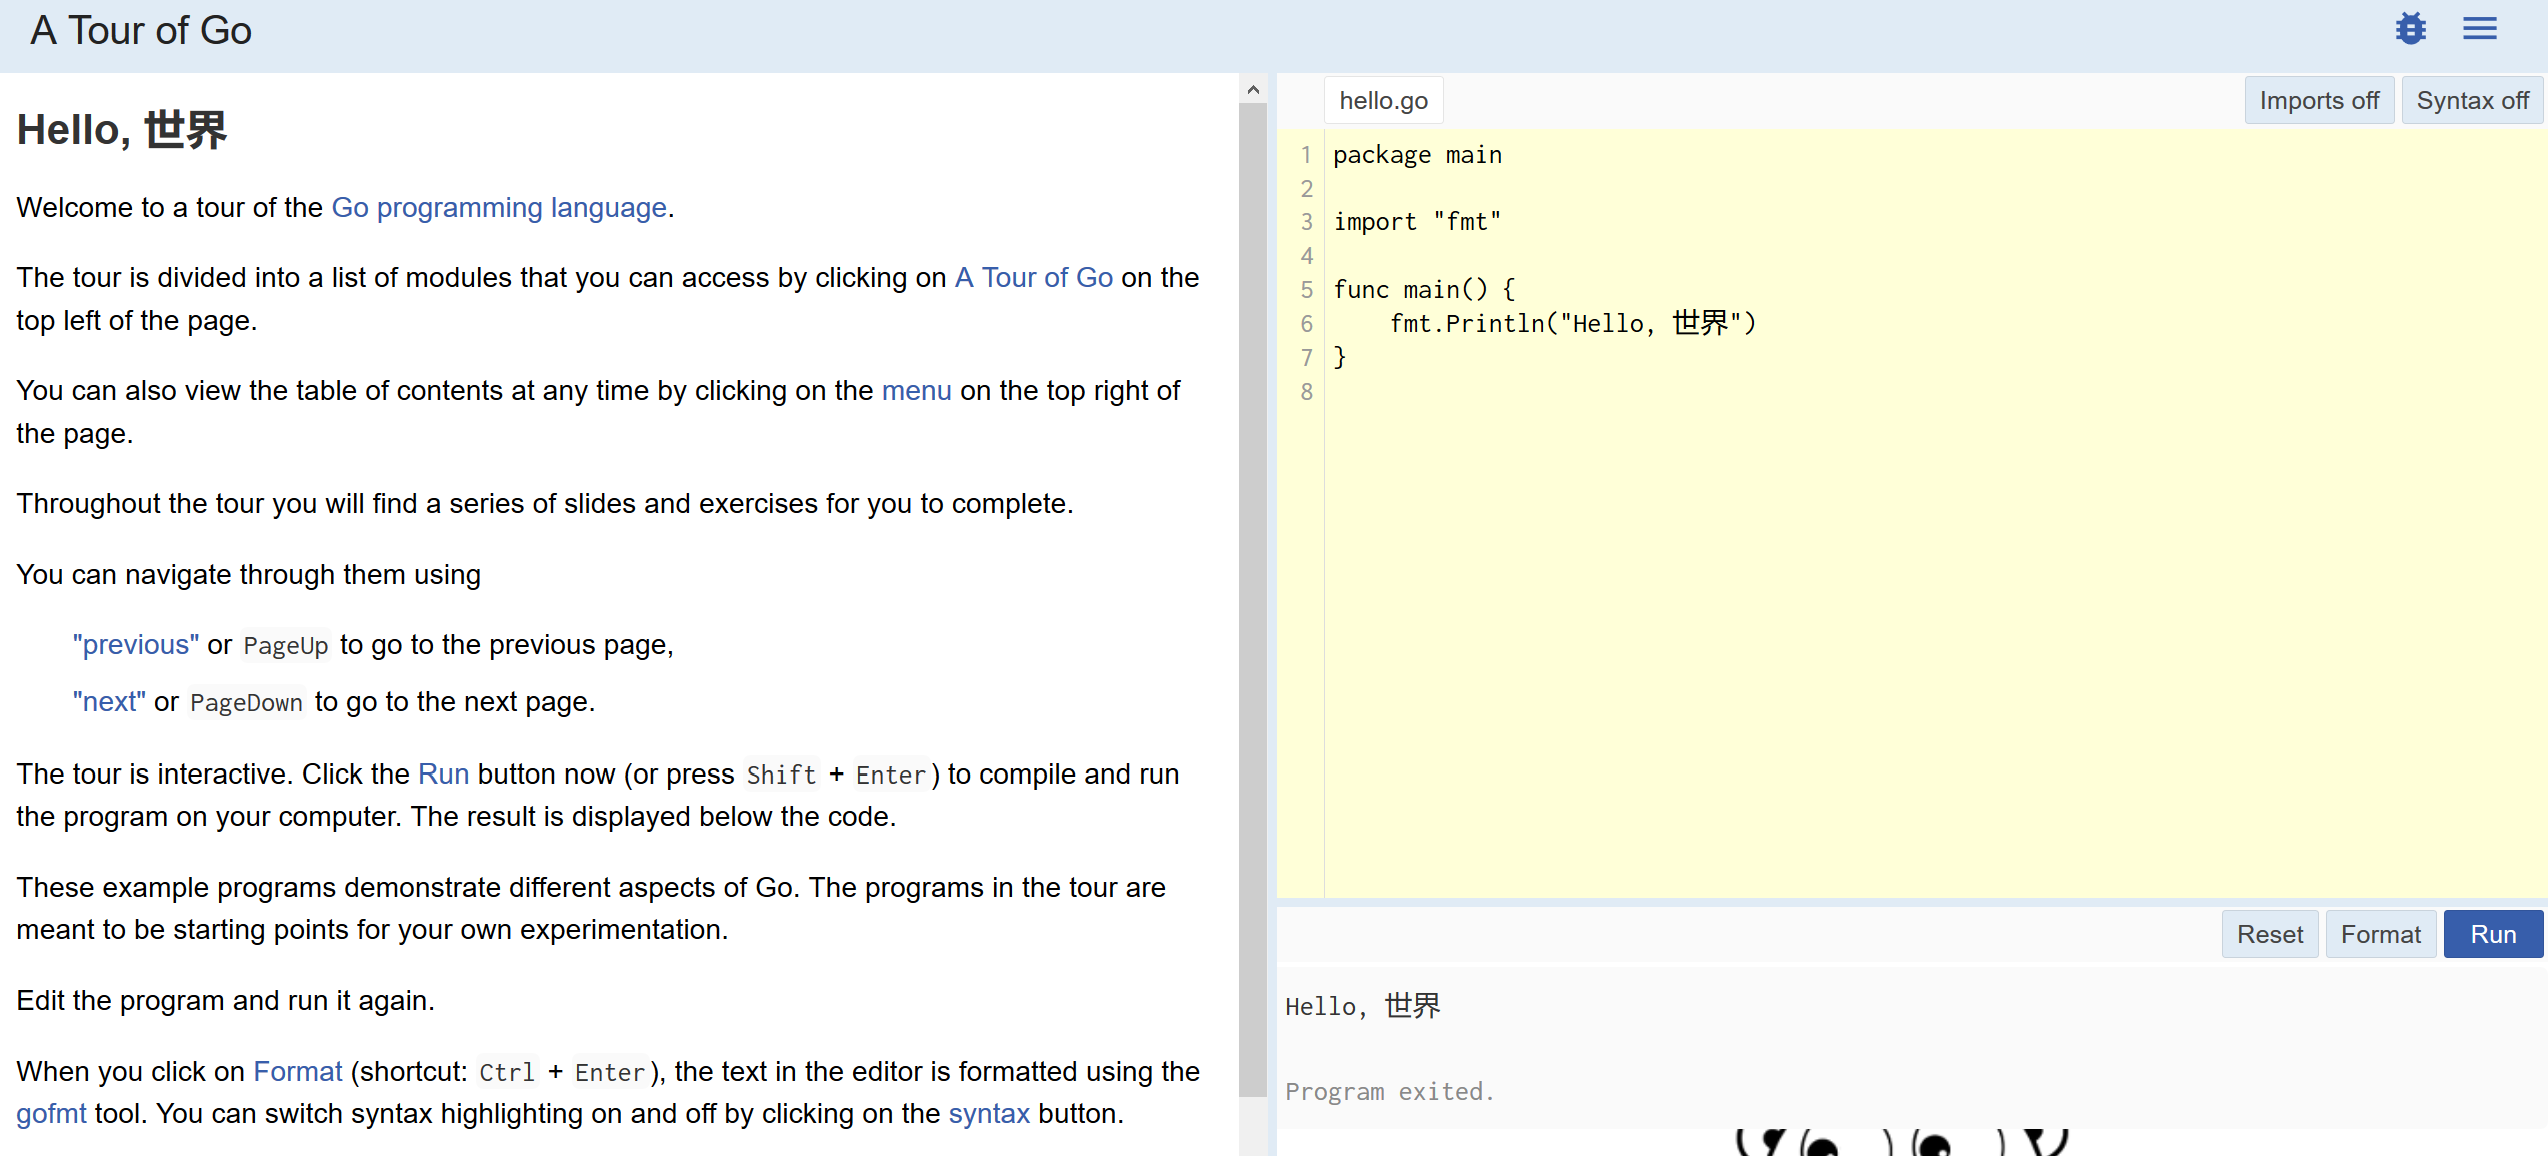 A Tour of Go
Hello, 世界
Welcome to a tour of the Go programming language.
The tour is divided into a list of modules that you can access by clicking on A Tour of Go on the
top left of the page.
You can also view the table of contents at any time by clicking on the menu on the top right of
the page.
Throughout the tour you will find a series of slides and exercises for you to complete.
You can navigate through them using
"previous" or PageUp to go to the previous page,
"next" or PageDown to go to the next page.
The tour is interactive. Click the Run button now (or press Shift + Enter) to compile and run
the program on your computer. The result is displayed below the code.
These example programs demonstrate different aspects of Go. The programs in the tour are
meant to be starting points for your own experimentation.
Edit the program and run it again.
When you click on Format (shortcut: Ctrl + Enter), the text in the editor is formatted using the
gofmt tool. You can switch syntax highlighting on and off by clicking on the syntax button.
hello.go
Imports off
Syntax off
1 package main
2
3 import "fmt"
4
5 func main() {
6     fmt.Println("Hello, 世界")
7 }
8
Reset
Format
Run
Hello, 世界
Program exited.